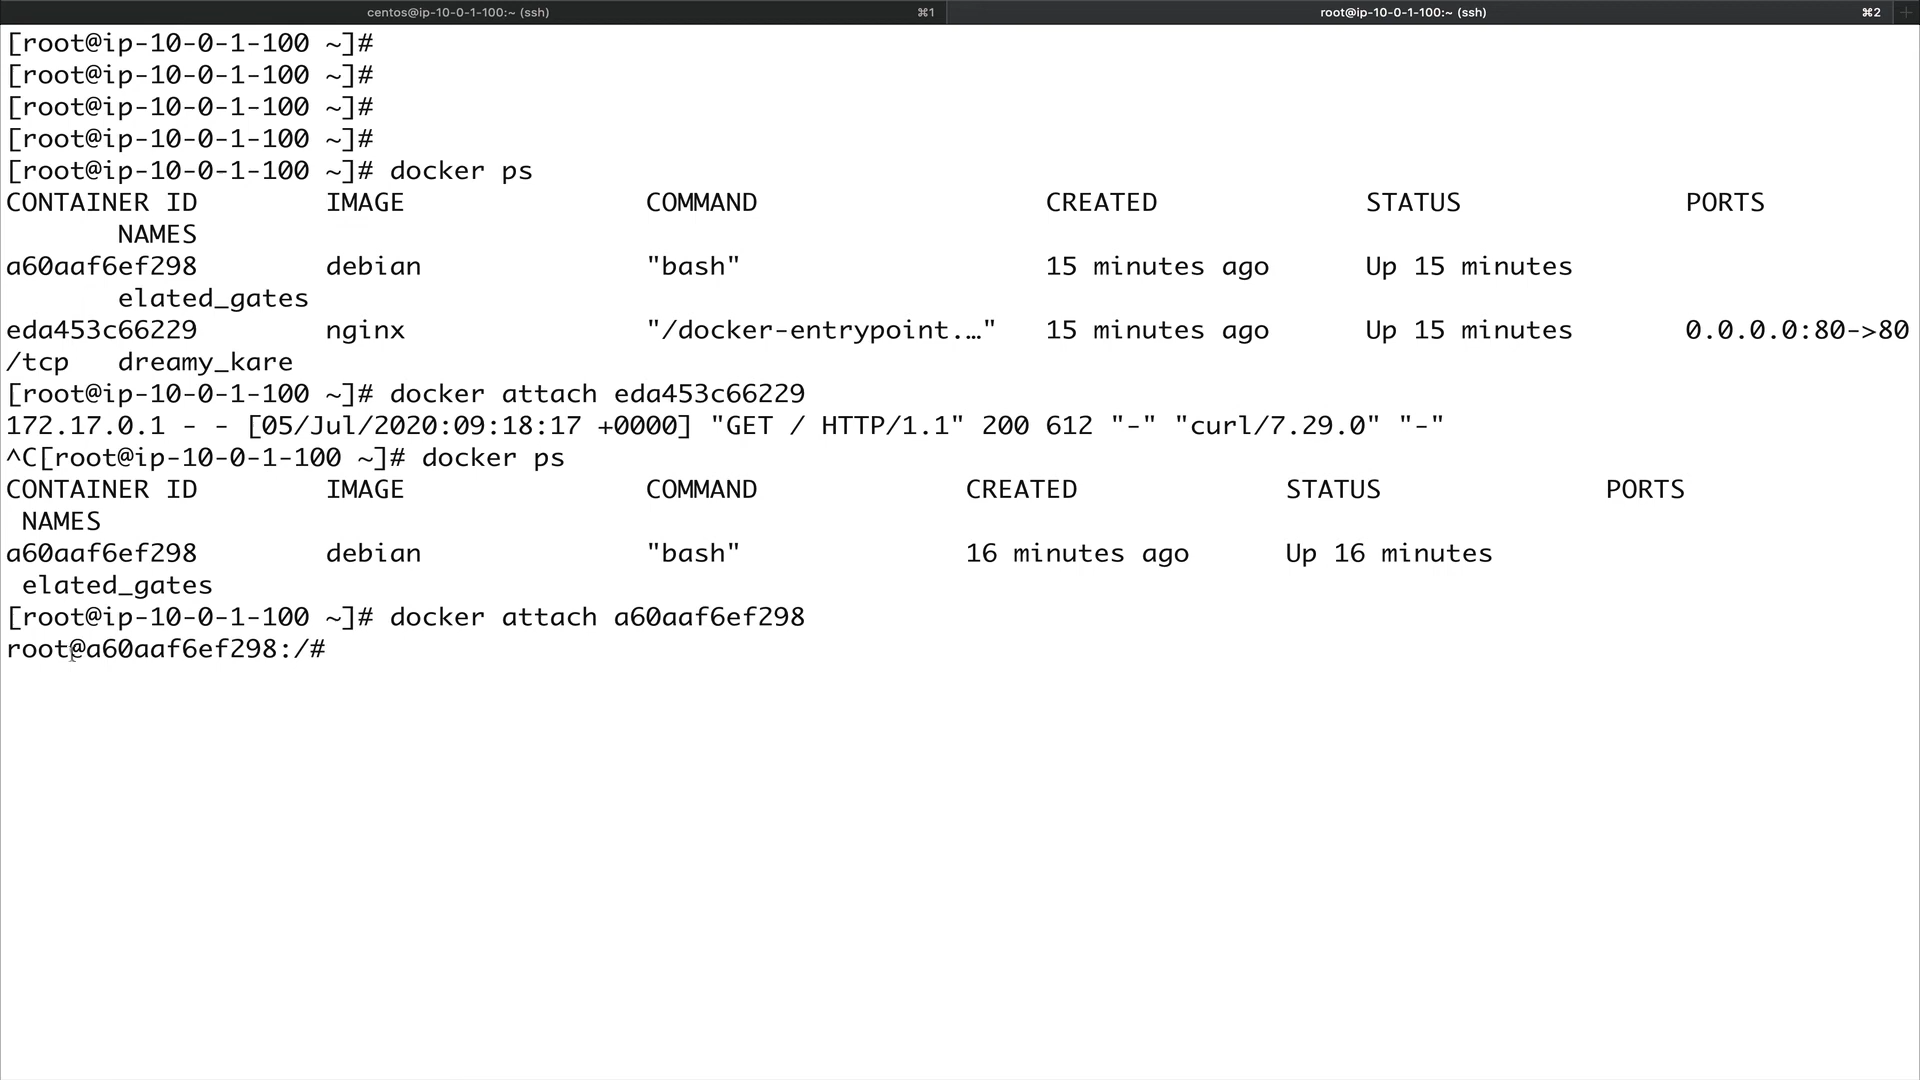 centos@ip-10-0-1-100:~ (ssh) ⌘1 root@ip-10-0-1-100:~ (ssh) ⌘2 +
[root@ip-10-0-1-100 ~]#
[root@ip-10-0-1-100 ~]#
[root@ip-10-0-1-100 ~]#
[root@ip-10-0-1-100 ~]#
[root@ip-10-0-1-100 ~]# docker ps
CONTAINER ID        IMAGE               COMMAND                  CREATED             STATUS              PORTS
       NAMES
a60aaf6ef298        debian              "bash"                   15 minutes ago      Up 15 minutes
       elated_gates
eda453c66229        nginx               "/docker-entrypoint.…"   15 minutes ago      Up 15 minutes       0.0.0.0:80->80
/tcp   dreamy_kare
[root@ip-10-0-1-100 ~]# docker attach eda453c66229
172.17.0.1 - - [05/Jul/2020:09:18:17 +0000] "GET / HTTP/1.1" 200 612 "-" "curl/7.29.0" "-"
^C[root@ip-10-0-1-100 ~]# docker ps
CONTAINER ID        IMAGE               COMMAND             CREATED             STATUS              PORTS
 NAMES
a60aaf6ef298        debian              "bash"              16 minutes ago      Up 16 minutes
 elated_gates
[root@ip-10-0-1-100 ~]# docker attach a60aaf6ef298
root@a60aaf6ef298:/#